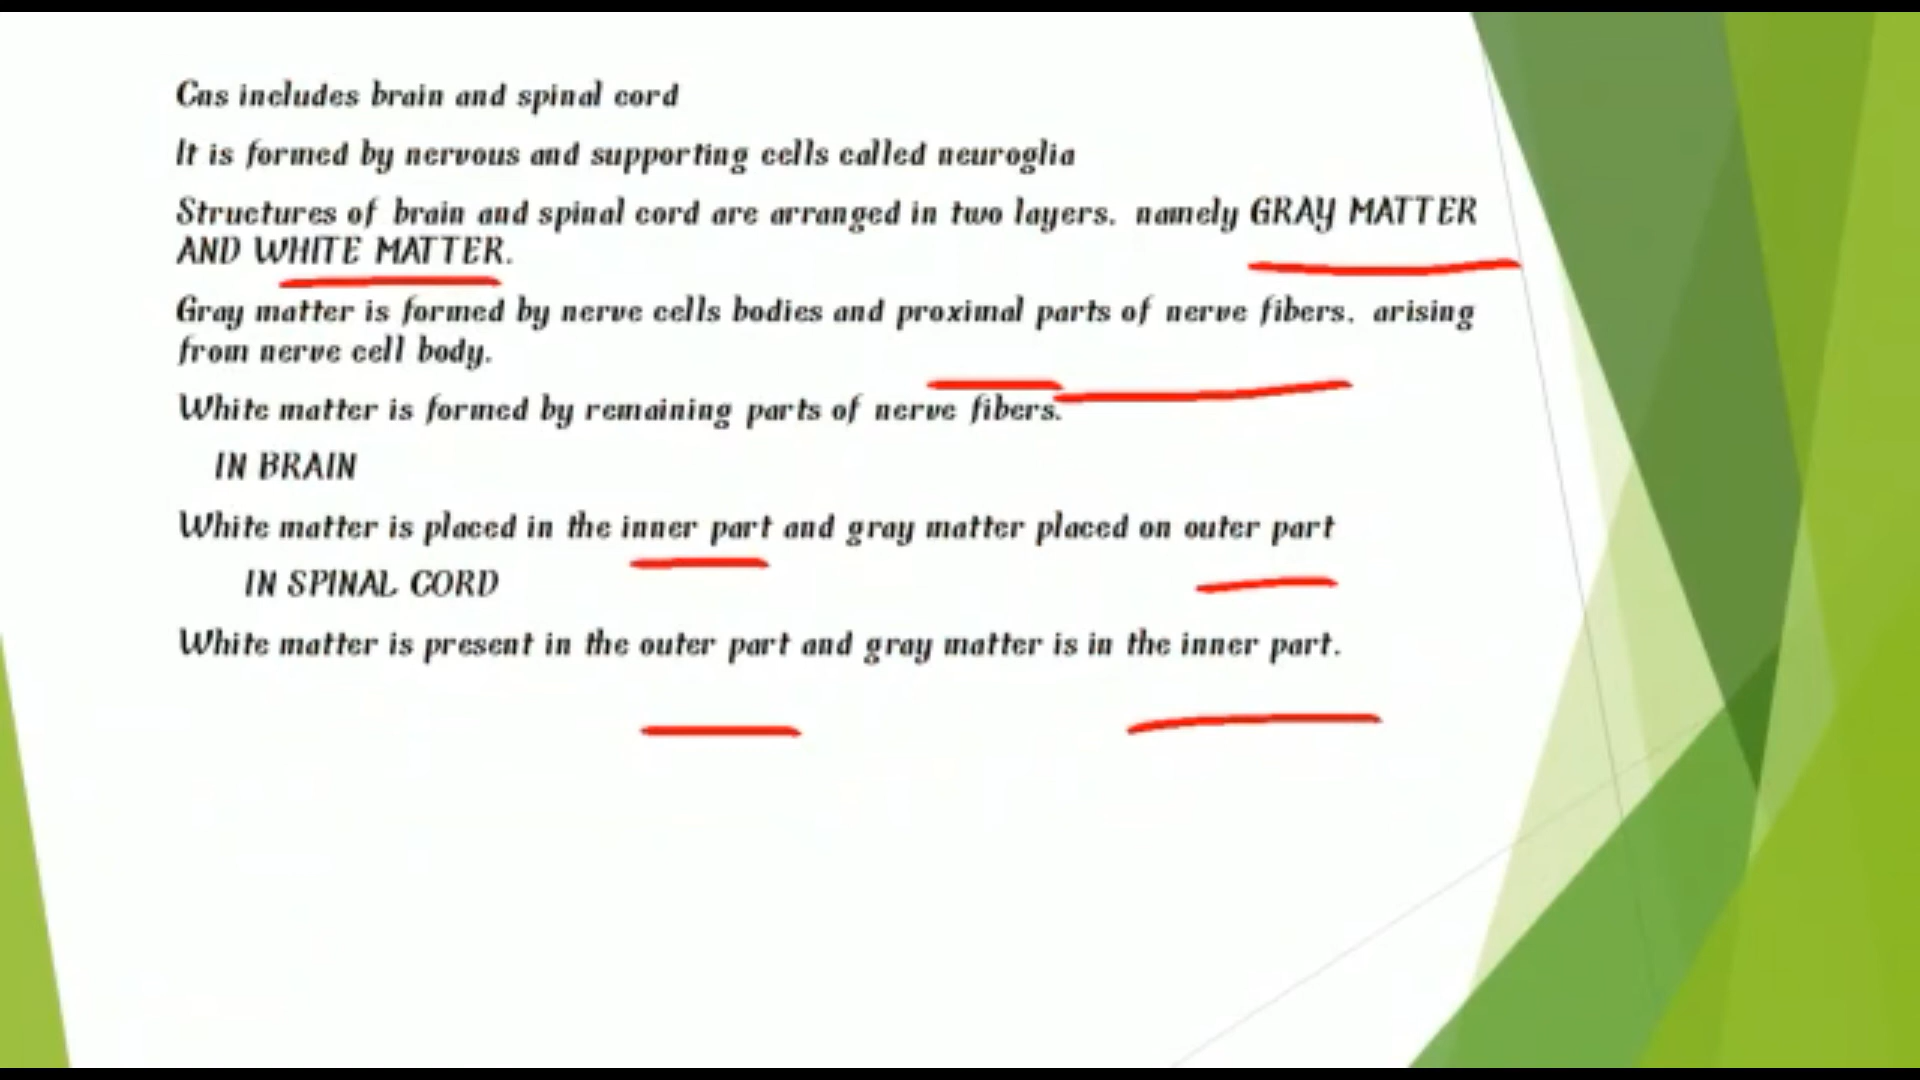 Cns includes brain and spinal cord
It is formed by nervous and supporting cells called neuroglia
Structures of brain and spinal cord are arranged in two layers. namely GRAY MATTER
AND WHITE MATTER.
Gray matter is formed by nerve cells bodies and proximal parts of nerve fibers. arising
from nerve cell body.
White matter is formed by remaining parts of nerve fibers.
IN BRAIN
White matter is placed in the inner part and gray matter placed on outer part
IN SPINAL CORD
White matter is present in the outer part and gray matter is in the inner part.